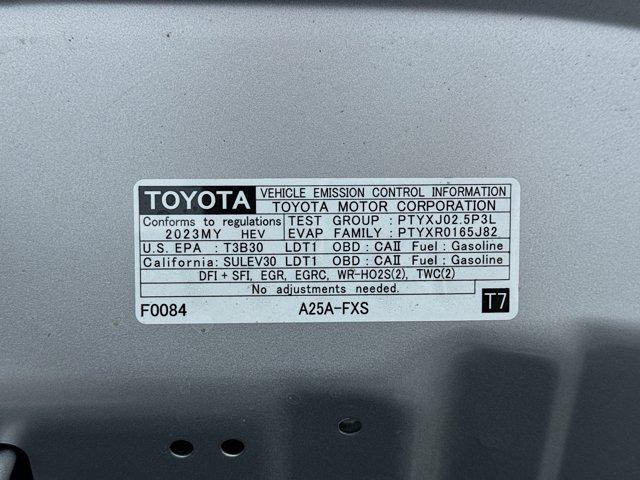 TOYOTA VEHICLE EMISSION CONTROL INFORMATION
TOYOTA MOTOR CORPORATION
Conforms to regulations TEST GROUP : PTYXJ02.5P3L
2023MY HEV EVAP FAMILY : PTYXR0165J82
U.S. EPA : T3B30 LDT1 OBD : CAII Fuel : Gasoline
California: SULEV30 LDT1 OBD : CAII Fuel : Gasoline
DFI + SFI, EGR, EGRC, WR-HO2S(2), TWC(2)
No adjustments needed.
F0084 A25A-FXS T7